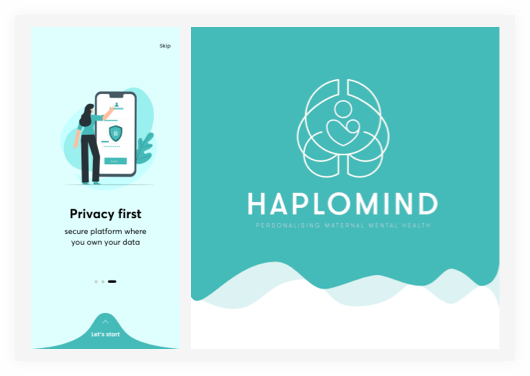 Skip
Privacy first
secure platform where
you own your data
Let's start
HAPLOMIND
PERSONALISING MATERNAL MENTAL HEALTH